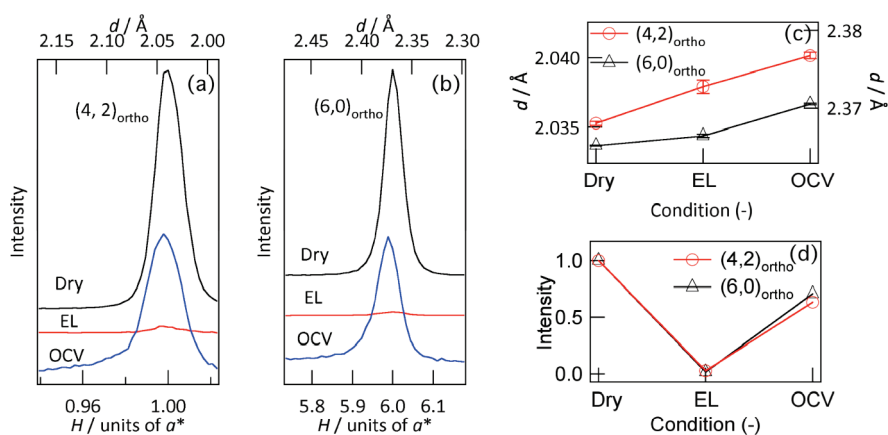 d / Å
2.15 2.10 2.05 2.00
(a)
(4, 2)ortho
Intensity
Dry
EL
OCV
0.96 1.00
H / units of a*
d / Å
2.45 2.40 2.35 2.30
(b)
(6,0)ortho
Intensity
Dry
EL
OCV
5.8 5.9 6.0 6.1
H / units of a*
(c)
(4,2)ortho
(6,0)ortho
d / Å
2.040
2.035
2.38
2.37
d / Å
Dry EL OCV
Condition (-)
(d)
(4,2)ortho
(6,0)ortho
Intensity
1.0
0.5
0.0
Dry EL OCV
Condition (-)